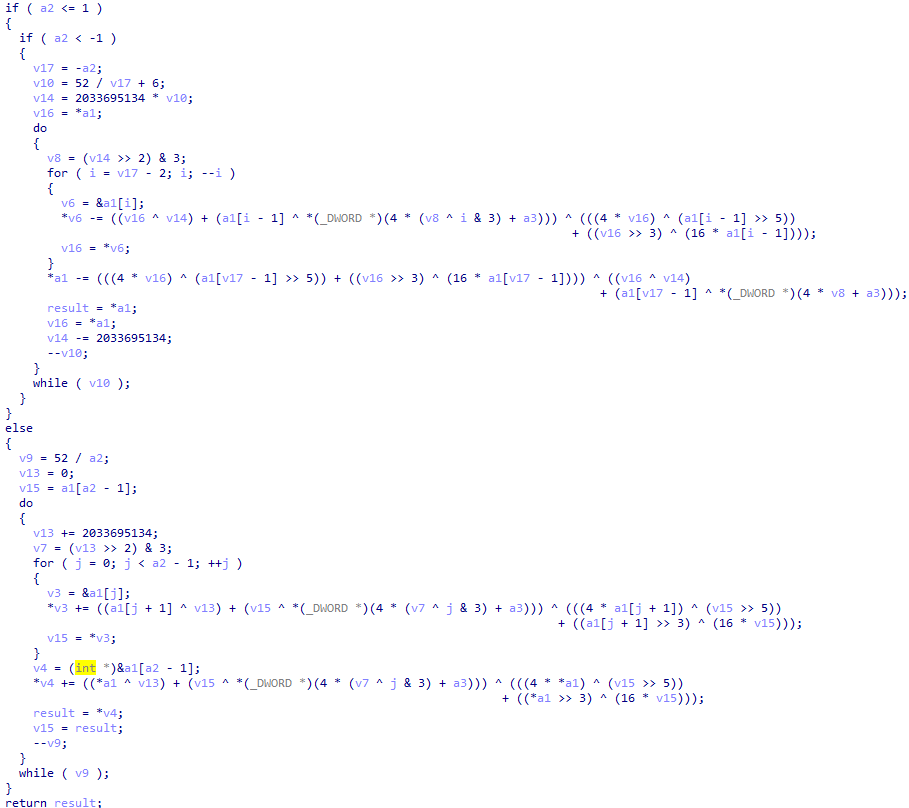 if ( a2 <= 1 )
{
if ( a2 < -1 )
{
v17 = -a2;
v10 = 52 / v17 + 6;
v14 = 2033695134 * v10;
v16 = *a1;
do
{
v8 = (v14 >> 2) & 3;
for ( i = v17 - 2; i; --i )
{
v6 = &a1[i];
*v6 -= ((v16 ^ v14) + (a1[i - 1] ^ *(_DWORD *)(4 * (v8 ^ i & 3) + a3))) ^ (((4 * v16) ^ (a1[i - 1] >> 5))
+ ((v16 >> 3) ^ (16 * a1[i - 1])));
v16 = *v6;
}
*a1 -= (((4 * v16) ^ (a1[v17 - 1] >> 5)) + ((v16 >> 3) ^ (16 * a1[v17 - 1]))) ^ ((v16 ^ v14)
+ (a1[v17 - 1] ^ *(_DWORD *)(4 * v8 + a3)));
result = *a1;
v16 = *a1;
v14 -= 2033695134;
--v10;
}
while ( v10 );
}
}
else
{
v9 = 52 / a2;
v13 = 0;
v15 = a1[a2 - 1];
do
{
v13 += 2033695134;
v7 = (v13 >> 2) & 3;
for ( j = 0; j < a2 - 1; ++j )
{
v3 = &a1[j];
*v3 += ((a1[j + 1] ^ v13) + (v15 ^ *(_DWORD *)(4 * (v7 ^ j & 3) + a3))) ^ (((4 * a1[j + 1]) ^ (v15 >> 5))
+ ((a1[j + 1] >> 3) ^ (16 * v15)));
v15 = *v3;
}
v4 = (int *)&a1[a2 - 1];
*v4 += ((*a1 ^ v13) + (v15 ^ *(_DWORD *)(4 * (v7 ^ j & 3) + a3))) ^ (((4 * *a1) ^ (v15 >> 5))
+ ((*a1 >> 3) ^ (16 * v15)));
result = *v4;
v15 = result;
--v9;
}
while ( v9 );
}
return result;